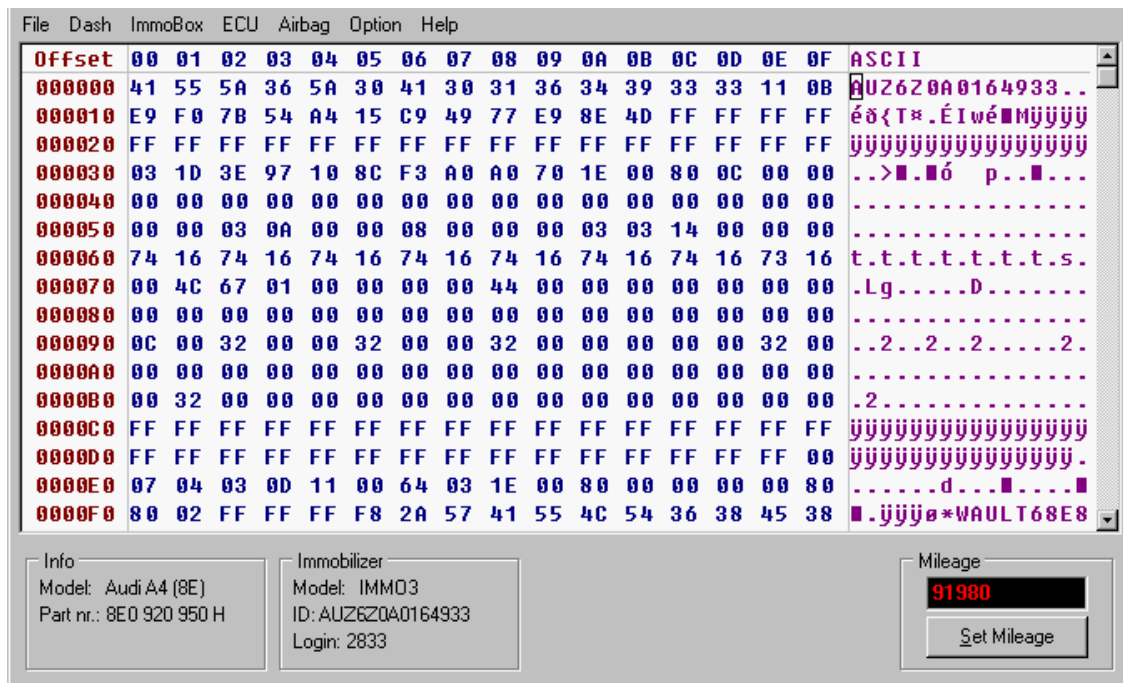 File Dash ImmoBox ECU Airbag Option Help
Offset 00 01 02 03 04 05 06 07 08 09 0A 0B 0C 0D 0E 0F ASCII
000000 41 55 5A 36 5A 30 41 30 31 36 34 39 33 33 11 0B AUZ6Z0A0164933..
000010 E9 F0 7B 54 A4 15 C9 49 77 E9 8E 4D FF FF FF FF éð{T¤.ÉIwé■Mÿÿÿÿ
000020 FF FF FF FF FF FF FF FF FF FF FF FF FF FF FF FF ÿÿÿÿÿÿÿÿÿÿÿÿÿÿÿÿ
000030 03 1D 3E 97 10 8C F3 A0 A0 70 1E 00 80 0C 00 00 ..>■.■ó  p..■...
000040 00 00 00 00 00 00 00 00 00 00 00 00 00 00 00 00 ................
000050 00 00 03 0A 00 00 08 00 00 00 03 03 14 00 00 00 ................
000060 74 16 74 16 74 16 74 16 74 16 74 16 74 16 73 16 t.t.t.t.t.t.t.s.
000070 00 4C 67 01 00 00 00 00 44 00 00 00 00 00 00 00 .Lg.....D.......
000080 00 00 00 00 00 00 00 00 00 00 00 00 00 00 00 00 ................
000090 0C 00 32 00 00 32 00 00 32 00 00 00 00 00 32 00 ..2..2..2.....2.
0000A0 00 00 00 00 00 00 00 00 00 00 00 00 00 00 00 00 ................
0000B0 00 32 00 00 00 00 00 00 00 00 00 00 00 00 00 00 .2..............
0000C0 FF FF FF FF FF FF FF FF FF FF FF FF FF FF FF FF ÿÿÿÿÿÿÿÿÿÿÿÿÿÿÿÿ
0000D0 FF FF FF FF FF FF FF FF FF FF FF FF FF FF FF 00 ÿÿÿÿÿÿÿÿÿÿÿÿÿÿÿ.
0000E0 07 04 03 0D 11 00 64 03 1E 00 80 00 00 00 00 80 ......d...■....■
0000F0 80 02 FF FF FF F8 2A 57 41 55 4C 54 36 38 45 38 ■.ÿÿÿø*WAULT68E8
Info
Model: Audi A4 (8E)
Part nr.: 8E0 920 950 H
Immobilizer
Model: IMMO3
ID: AUZ6Z0A0164933
Login: 2833
Mileage
91980
Set Mileage